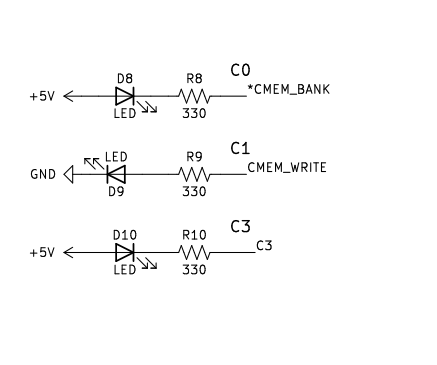 D8 R8 C0
+5V *CMEM_BANK
LED 330
LED R9 C1
GND CMEM_WRITE
D9 330
D10 R10 C3
+5V C3
LED 330